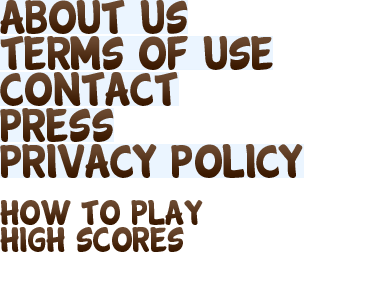 ABOUT US
TERMS OF USE
CONTACT
PRESS
PRIVACY POLICY
HOW TO PLAY
HIGH SCORES